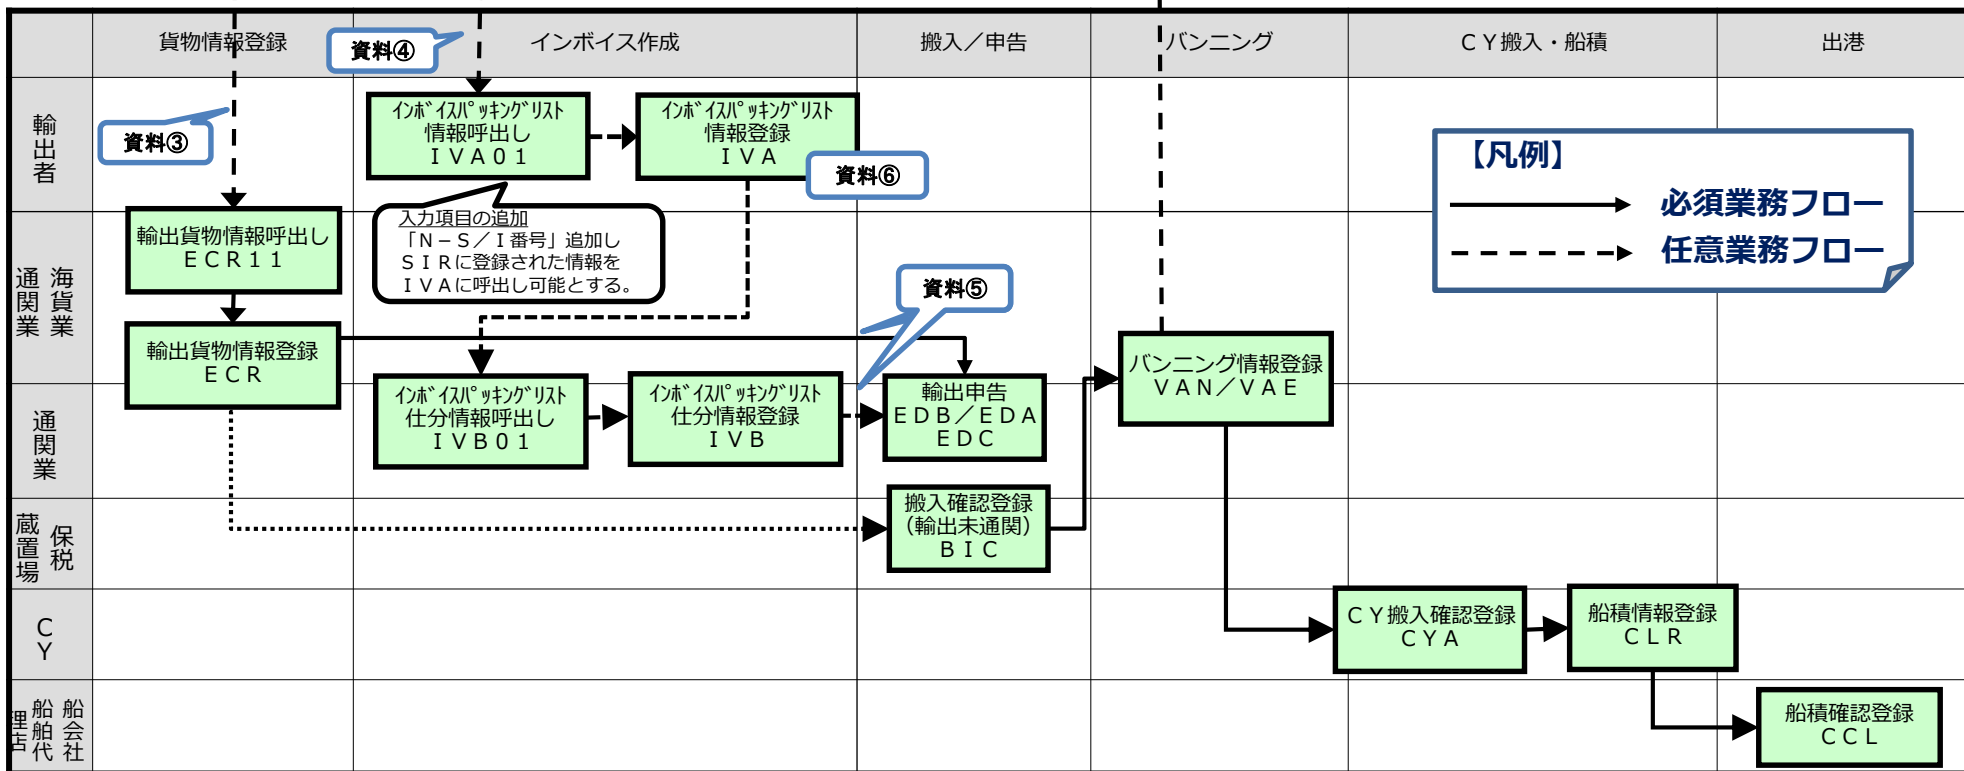 貨物情報登録
インボイス作成
搬入／申告
バンニング
ＣＹ搬入・船積
出港
資料④
輸出者
資料③
ｲﾝﾎﾞｲｽﾊﾟｯｷﾝｸﾞﾘｽﾄ
情報呼出し
ＩＶＡ０１
ｲﾝﾎﾞｲｽﾊﾟｯｷﾝｸﾞﾘｽﾄ
情報登録
ＩＶＡ
資料⑥
【凡例】
必須業務フロー
任意業務フロー
海貨業
通関業
輸出貨物情報呼出し
ＥＣＲ１１
入力項目の追加
「Ｎ－Ｓ／Ｉ番号」追加し
ＳＩＲに登録された情報を
ＩＶＡに呼出し可能とする。
資料⑤
輸出貨物情報登録
ＥＣＲ
バンニング情報登録
ＶＡＮ／ＶＡＥ
通関業
ｲﾝﾎﾞｲｽﾊﾟｯｷﾝｸﾞﾘｽﾄ
仕分情報呼出し
ＩＶＢ０１
ｲﾝﾎﾞｲｽﾊﾟｯｷﾝｸﾞﾘｽﾄ
仕分情報登録
ＩＶＢ
輸出申告
ＥＤＢ／ＥＤＡ
ＥＤＣ
保税
蔵置場
搬入確認登録
（輸出未通関）
ＢＩＣ
ＣＹ
ＣＹ搬入確認登録
ＣＹＡ
船積情報登録
ＣＬＲ
船会社
船舶代
理店
船積確認登録
ＣＣＬ